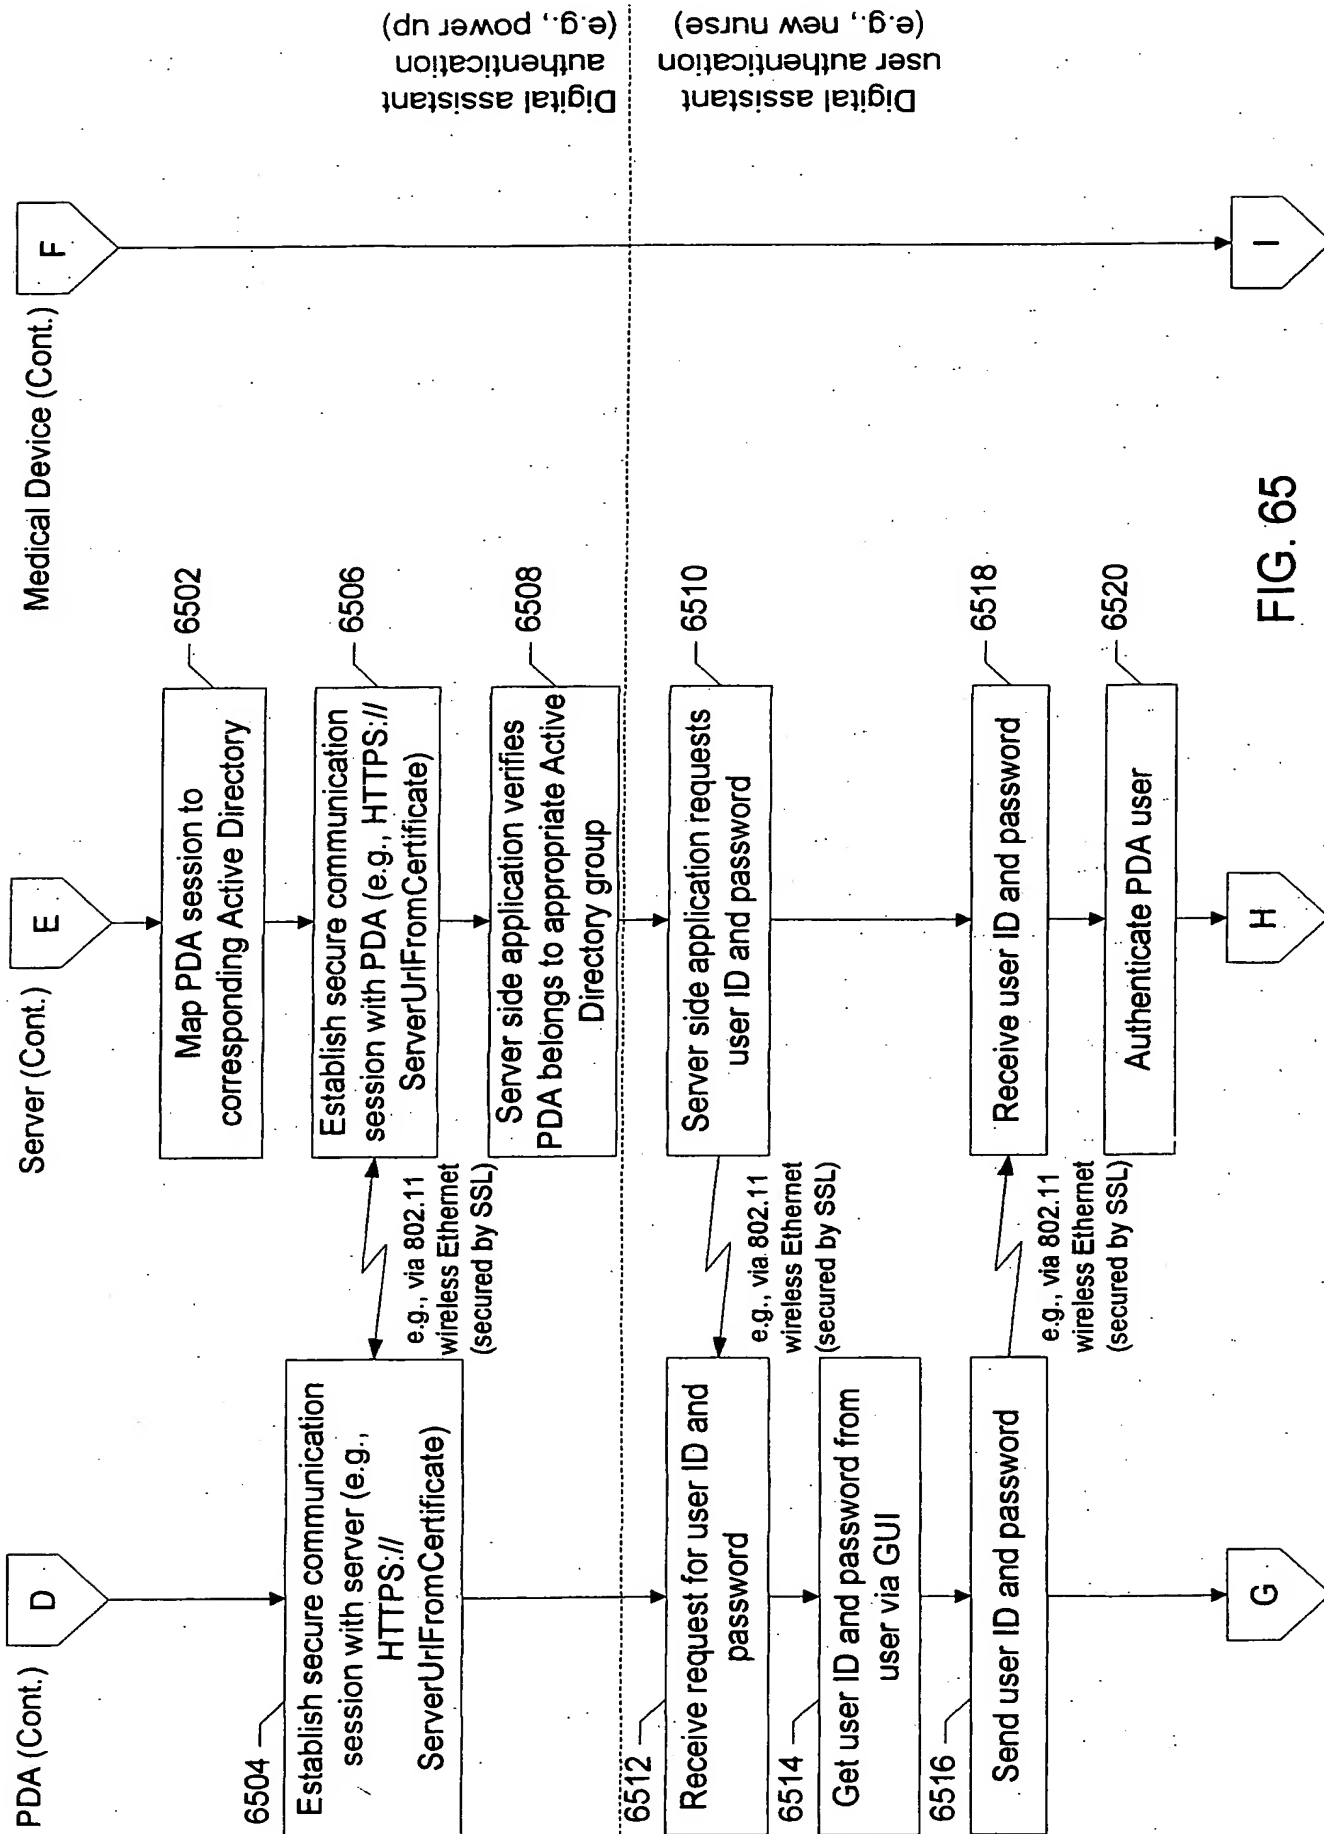 PDA (Cont.)
D
6504
Establish secure communication
session with server (e.g.,
HTTPS://
ServerUrlFromCertificate)
6512
Receive request for user ID and
password
6514
Get user ID and password from
user via GUI
6516
Send user ID and password
G
Server (Cont.)
E
Map PDA session to
corresponding Active Directory
6502
Establish secure communication
session with PDA (e.g., HTTPS://
ServerUrlFromCertificate)
6506
e.g., via 802.11
wireless Ethernet
(secured by SSL)
Server side application verifies
PDA belongs to appropriate Active
Directory group
6508
Server side application requests
user ID and password
6510
e.g., via 802.11
wireless Ethernet
(secured by SSL)
Receive user ID and password
6518
e.g., via 802.11
wireless Ethernet
(secured by SSL)
Authenticate PDA user
6520
H
Medical Device (Cont.)
F
I
Digital assistant
authentication
(e.g., power up)
Digital assistant
user authentication
(e.g., new nurse)
FIG. 65